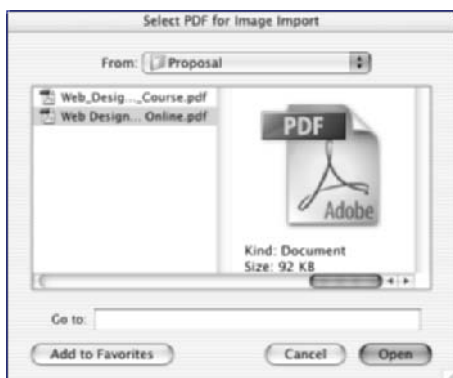 Select PDF for Image Import
From: Proposal
Web_Desig..._Course.pdf
Web Design... Online.pdf
PDF
Adobe
Kind: Document
Size: 92 KB
Go to:
Add to Favorites
Cancel
Open